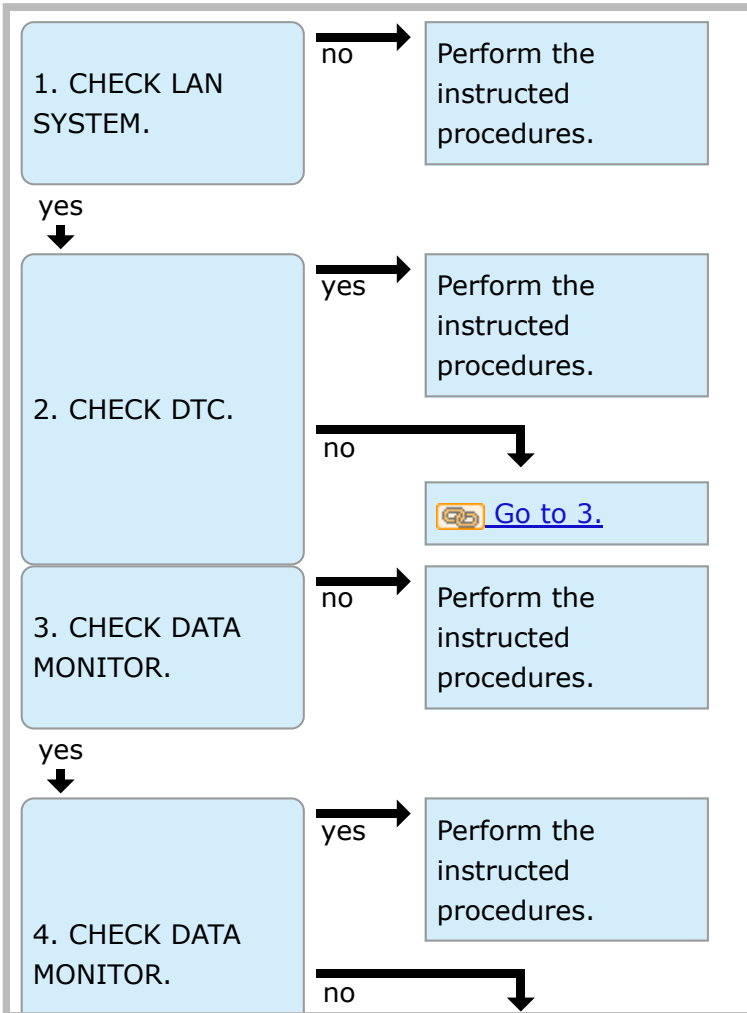 1. CHECK LAN
SYSTEM.
no
Perform the
instructed
procedures.
yes
2. CHECK DTC.
yes
Perform the
instructed
procedures.
no
Go to 3.
3. CHECK DATA
MONITOR.
no
Perform the
instructed
procedures.
yes
4. CHECK DATA
MONITOR.
yes
Perform the
instructed
procedures.
no